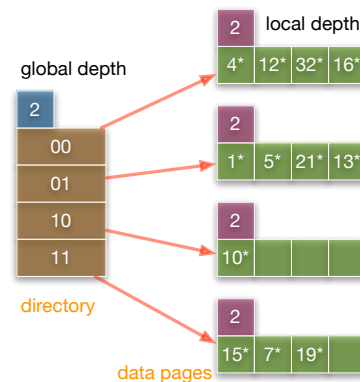 2 local depth
4* 12* 32* 16*
global depth
2
00
01
10
11
2
1* 5* 21* 13*
2
10*
2
15* 7* 19*
directory
data pages